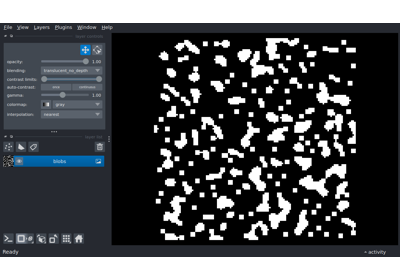 File View Layers Plugins Window Help
opacity: 1.00
blending: translucent_no_depth
contrast limits:
auto-contrast: once continuous
gamma: 1.00
colormap: gray
interpolation: nearest
blobs
Ready
activity